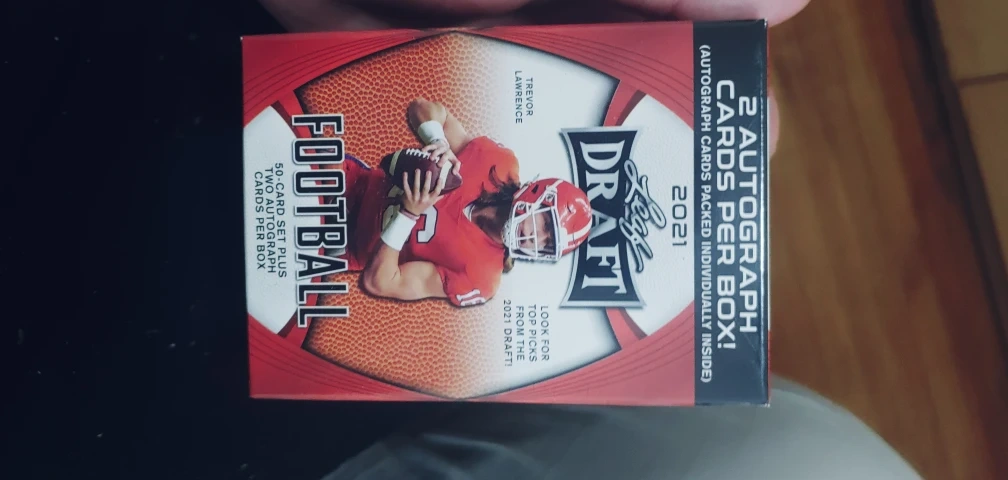 2 AUTOGRAPH
CARDS PER BOX!
(AUTOGRAPH CARDS PACKED INDIVIDUALLY INSIDE)
2021
Leaf
DRAFT
TREVOR
LAWRENCE
LOOK FOR
TOP PICKS
FROM THE
2021 DRAFT!
16
FOOTBALL
50-CARD SET PLUS
TWO AUTOGRAPH
CARDS PER BOX